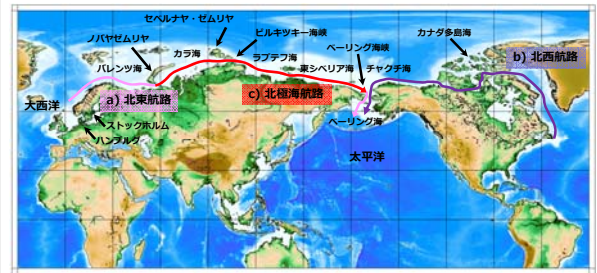 セベルナヤ・ゼムリヤ
カナダ多島海
ノバヤゼムリヤ
ビルキツキー海峡
カラ海
ベーリング海峡
ラプテフ海
b) 北西航路
バレンツ海
東シベリア海
チャクチ海
大西洋
a) 北東航路
c) 北極海航路
ストックホルム
ベーリング海
ハンブルグ
太平洋